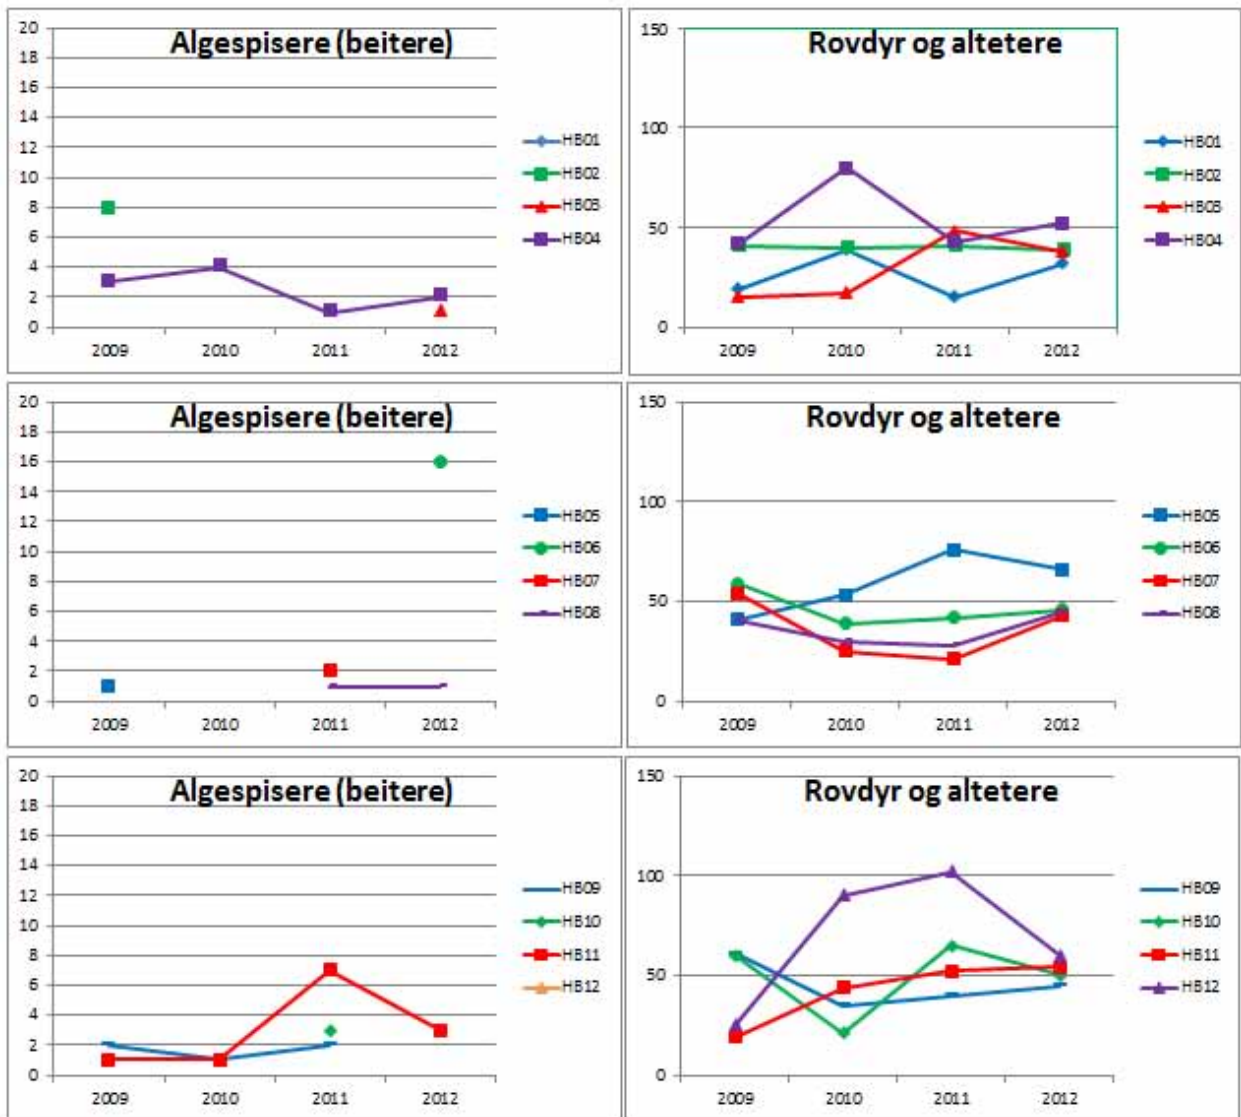 Algespisere (beitere)
20
18
16
14
12
10
8
6
4
2
0
2009 2010 2011 2012
HB01
HB02
HB03
HB04
Rovdyr og altetere
150
100
50
0
2009 2010 2011 2012
HB01
HB02
HB03
HB04
Algespisere (beitere)
20
18
16
14
12
10
8
6
4
2
0
2009 2010 2011 2012
HB05
HB06
HB07
HB08
Rovdyr og altetere
150
100
50
0
2009 2010 2011 2012
HB05
HB06
HB07
HB08
Algespisere (beitere)
20
18
16
14
12
10
8
6
4
2
0
2009 2010 2011 2012
HB09
HB10
HB11
HB12
Rovdyr og altetere
150
100
50
0
2009 2010 2011 2012
HB09
HB10
HB11
HB12